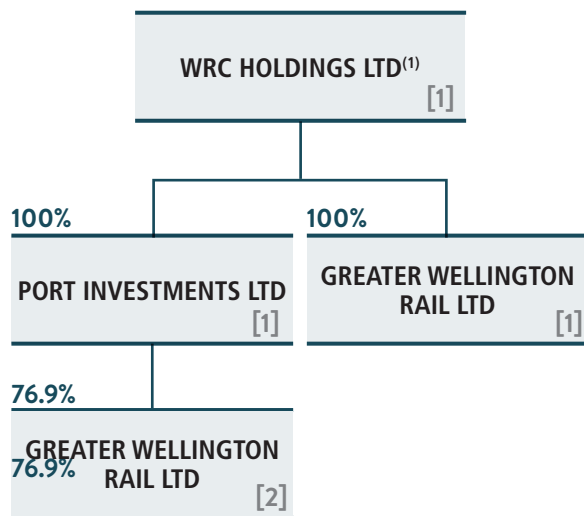 WRC HOLDINGS LTD(1)
[1]
100%
100%
PORT INVESTMENTS LTD
[1]
GREATER WELLINGTON
RAIL LTD
[1]
76.9%
GREATER WELLINGTON
76.9%
RAIL LTD
[2]